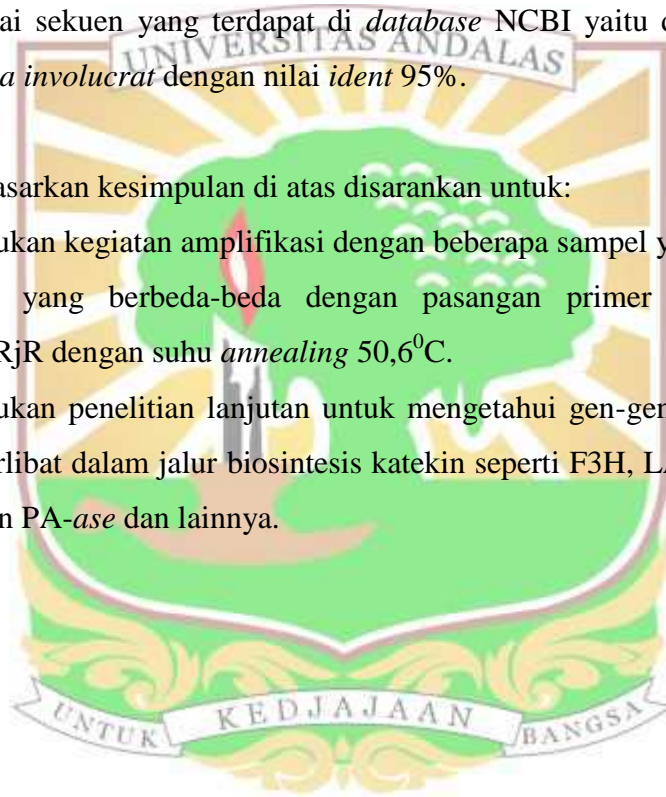 ai sekuen yang terdapat di database NCBI yaitu
UNIVERSITAS ANDALAS
a involucrat dengan nilai ident 95%.
asarkan kesimpulan di atas disarankan untuk:
ukan kegiatan amplifikasi dengan beberapa sampel y
yang berbeda-beda dengan pasangan primer
RjR dengan suhu annealing 50,6⁰C.
ukan penelitian lanjutan untuk mengetahui gen-gen
rlibat dalam jalur biosintesis katekin seperti F3H, LA
n PA-ase dan lainnya.
UNTUK KEDJAJAAN BANGSA